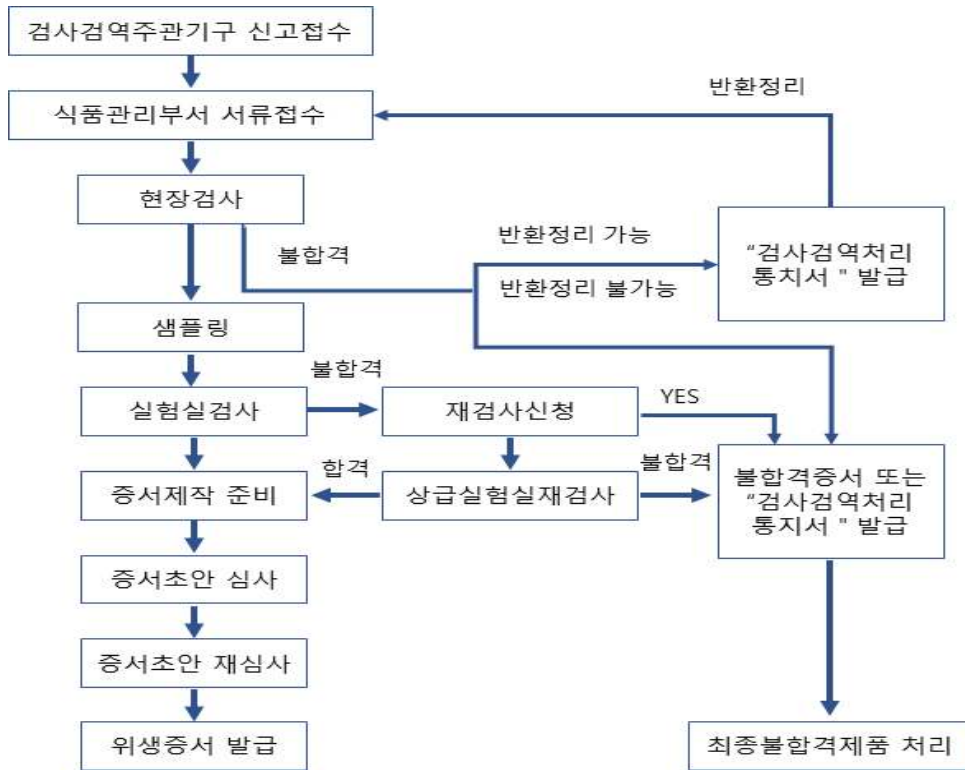 검사검역주관기구 신고접수
반환정리
식품관리부서 서류접수
현장검사
불합격
반환정리 가능
반환정리 불가능
“검사검역처리
통치서 " 발급
샘플링
불합격
실험실검사
재검사신청
YES
합격
불합격
증서제작 준비
상급실험실재검사
불합격증서 또는
“검사검역처리
통지서 " 발급
증서초안 심사
증서초안 재심사
위생증서 발급
최종불합격제품 처리